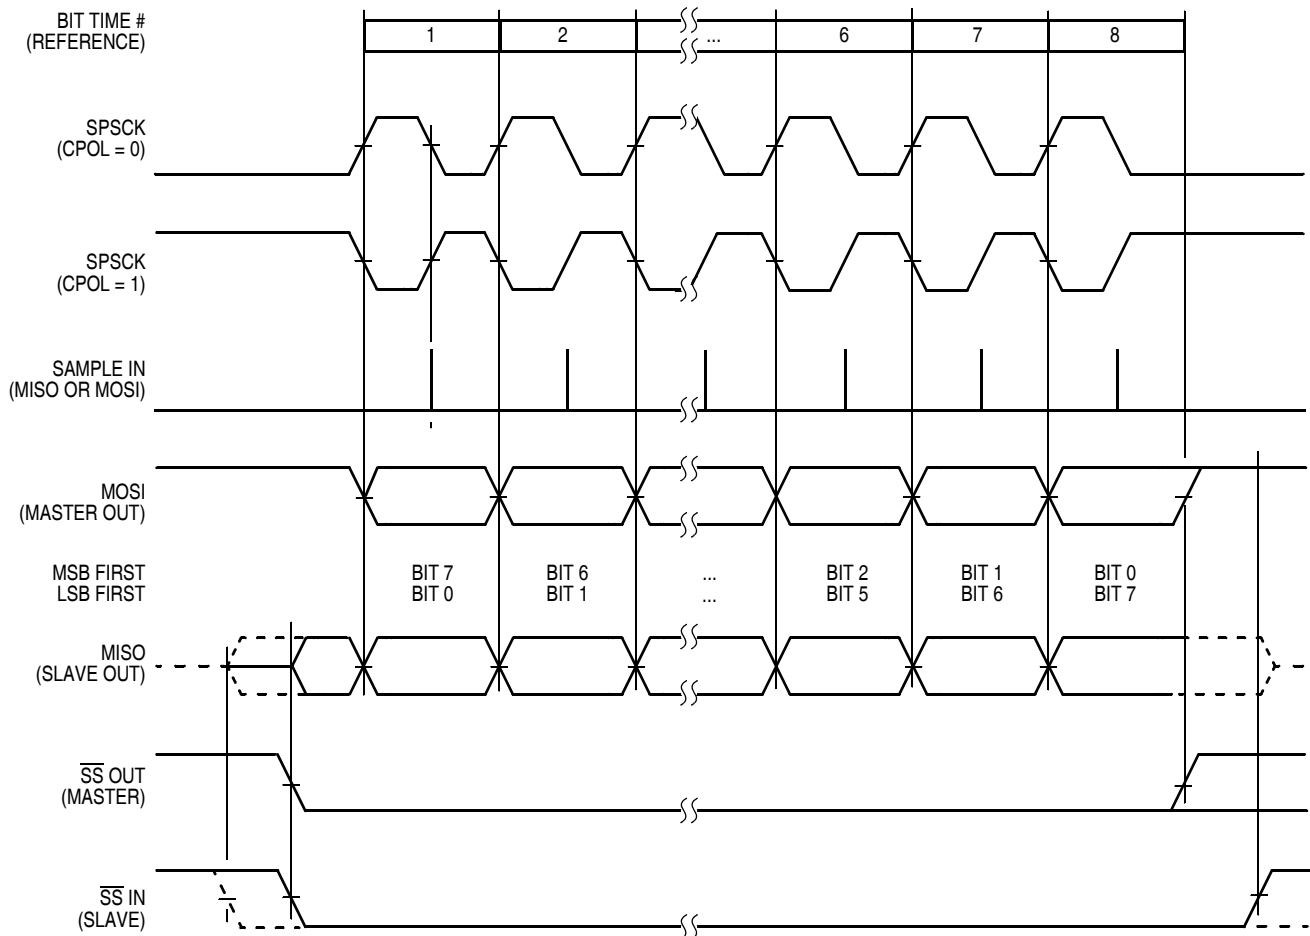 BIT TIME #
(REFERENCE)
1 2 ... 6 7 8
SPSCK
(CPOL = 0)
SPSCK
(CPOL = 1)
SAMPLE IN
(MISO OR MOSI)
MOSI
(MASTER OUT)
MSB FIRST BIT 7 BIT 6 ... BIT 2 BIT 1 BIT 0
LSB FIRST BIT 0 BIT 1 ... BIT 5 BIT 6 BIT 7
MISO
(SLAVE OUT)
S̅S̅ OUT
(MASTER)
S̅S̅ IN
(SLAVE)